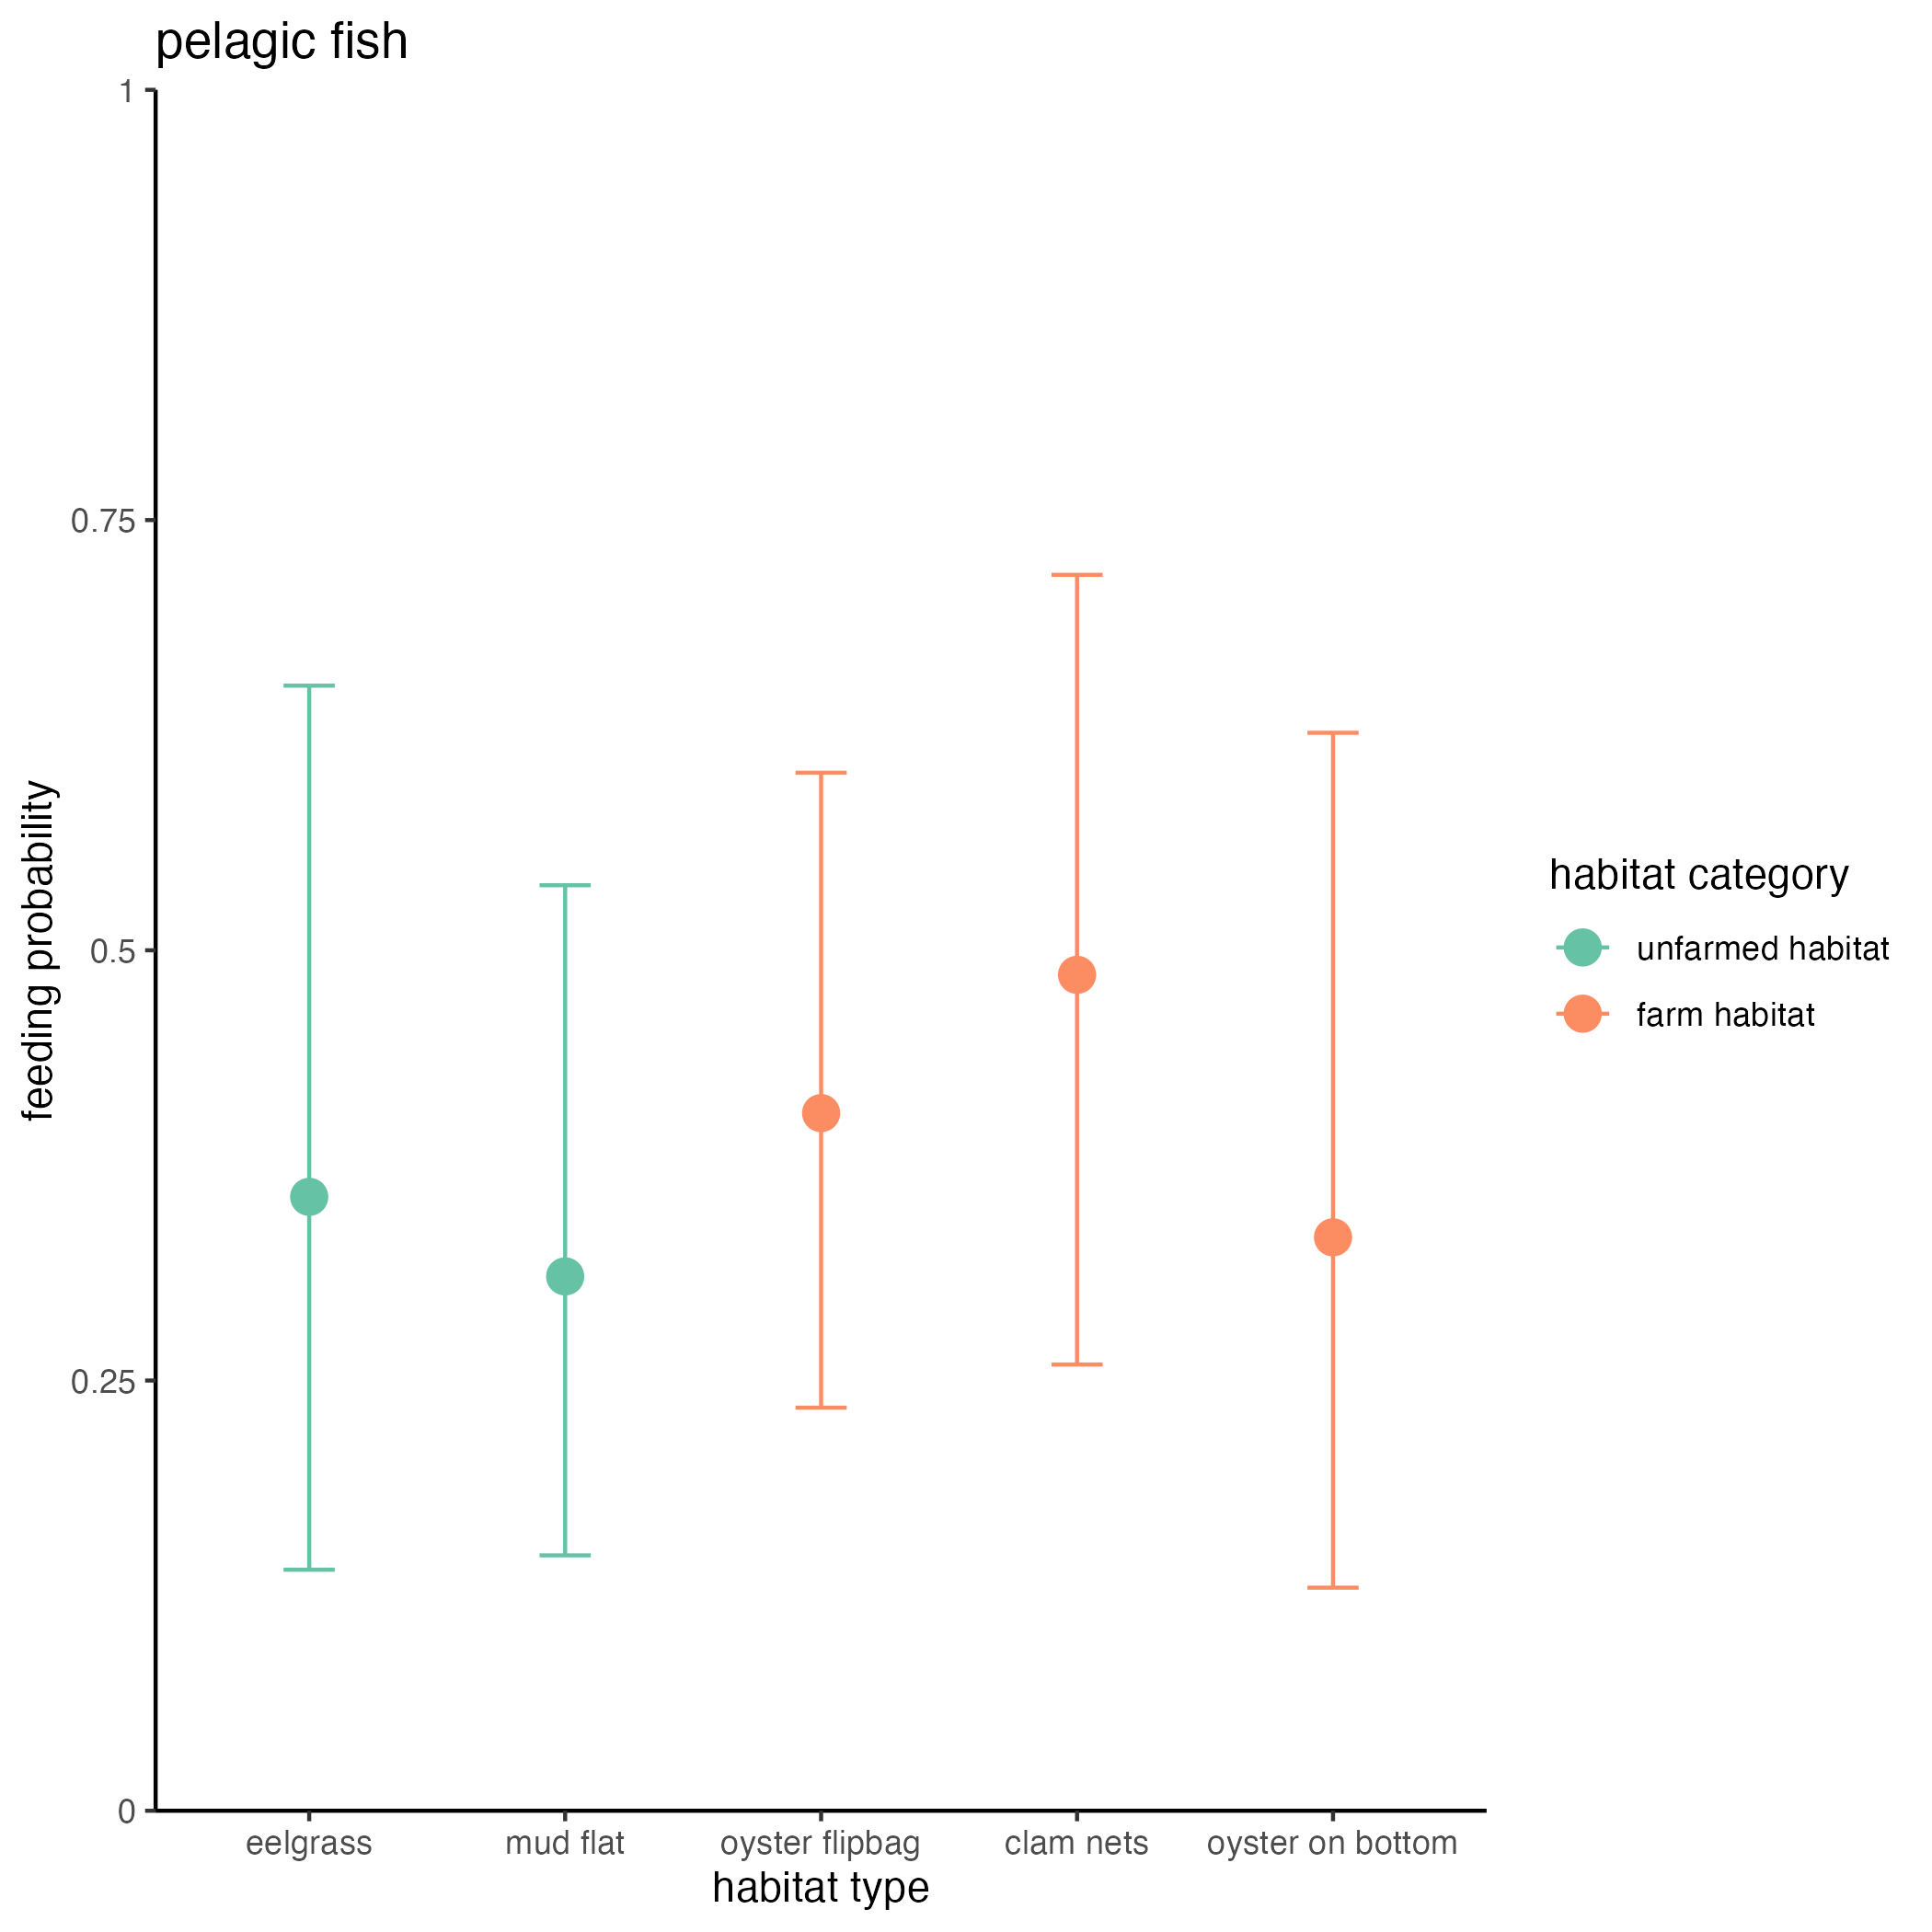 pelagic fish
1
0.75
0.5
0.25
0
feeding probability
eelgrass
mud flat
oyster flipbag
clam nets
oyster on bottom
habitat type
habitat category
unfarmed habitat
farm habitat